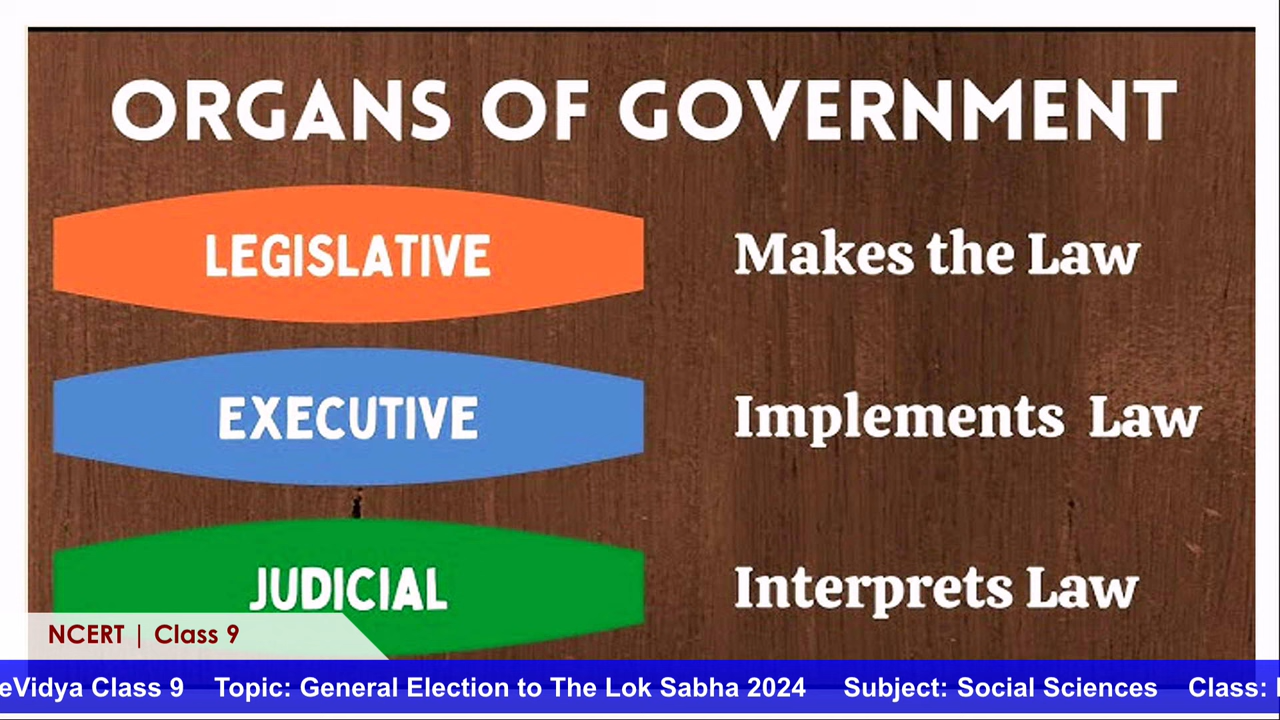 ORGANS OF GOVERNMENT
LEGISLATIVE Makes the Law
EXECUTIVE Implements Law
JUDICIAL Interprets Law
NCERT | Class 9
eVidya Class 9 Topic: General Election to The Lok Sabha 2024 Subject: Social Sciences Class: